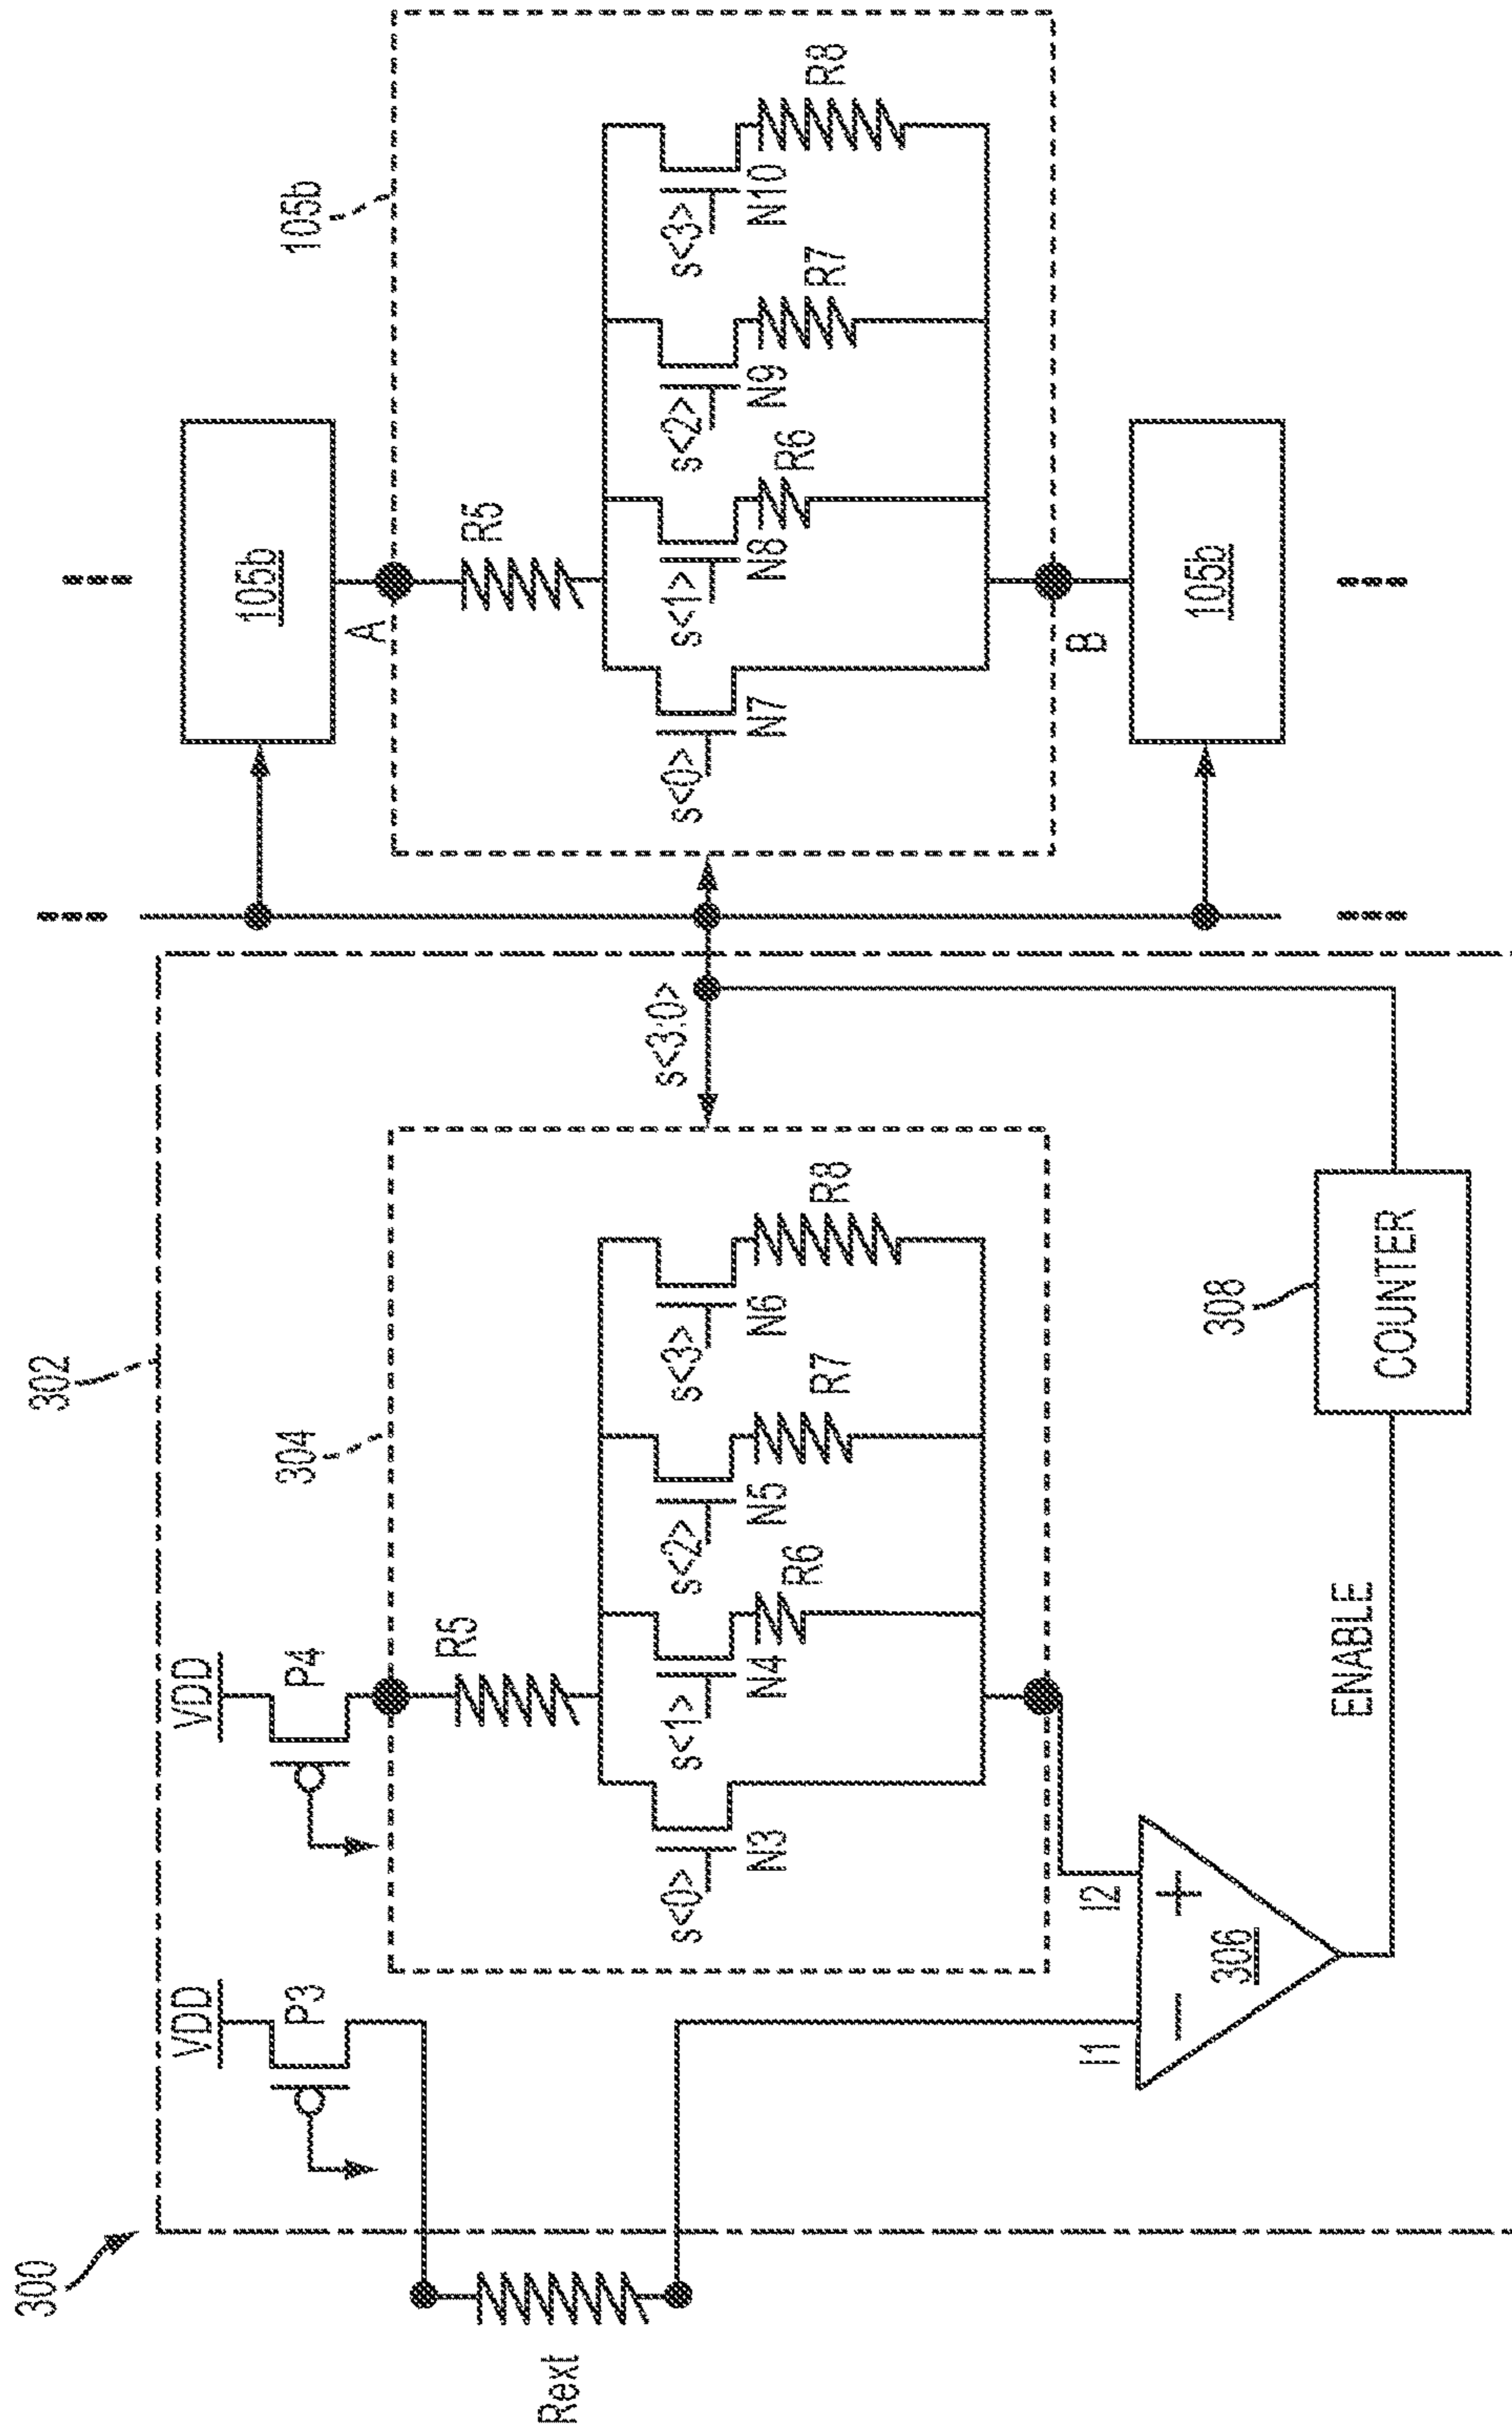 300
302
VDD
VDD
P3
P4
304
R5
s<0>
s<1>
s<2>
s<3>
N3
N4
N5
N6
R6
R7
R8
Rext
s<3:0>
I1
I2
−
+
306
ENABLE
308
COUNTER
105b
A
105b
R5
s<0>
s<1>
s<2>
s<3>
N7
N8
N9
N10
R6
R7
R8
B
105b